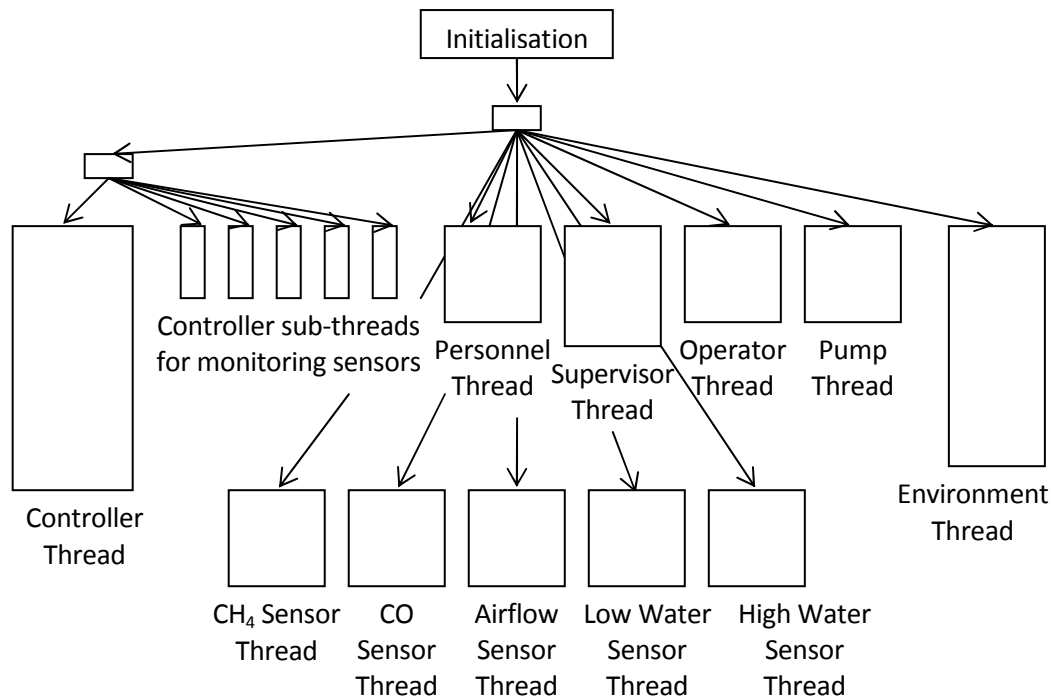 Initialisation
Controller sub-threads
for monitoring sensors
Personnel
Thread
Supervisor
Thread
Operator
Thread
Pump
Thread
Controller
Thread
Environment
Thread
CH₄ Sensor
Thread
CO
Sensor
Thread
Airflow
Sensor
Thread
Low Water
Sensor
Thread
High Water
Sensor
Thread